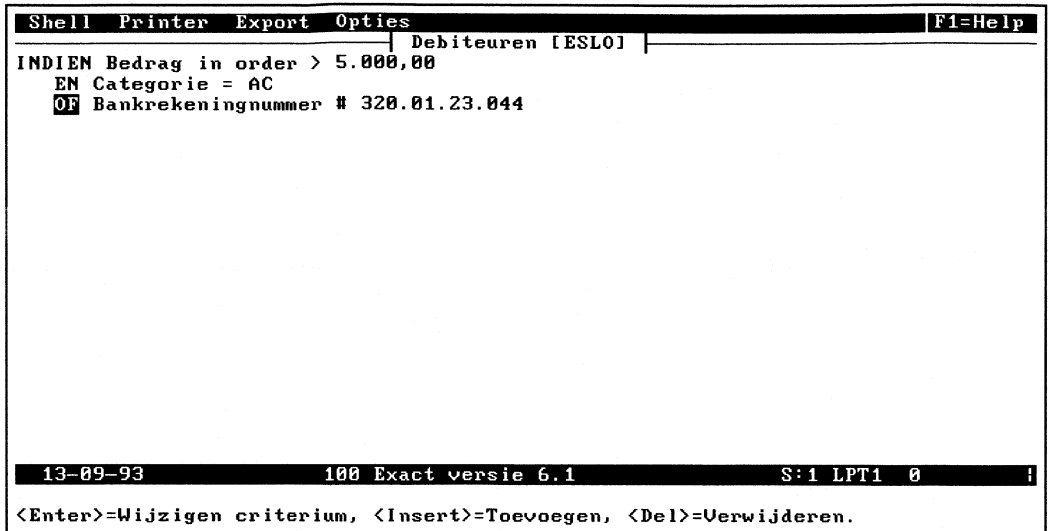 Shell Printer Export Opties F1=Help
Debiteuren [ESLO]
INDIEN Bedrag in order > 5.000,00
EN Categorie = AC
OF Bankrekeningnummer # 320.01.23.044
13-09-93 100 Exact versie 6.1 S:1 LPT1 0
<Enter>=Wijzigen criterium, <Insert>=Toevoegen, <Del>=Verwijderen.